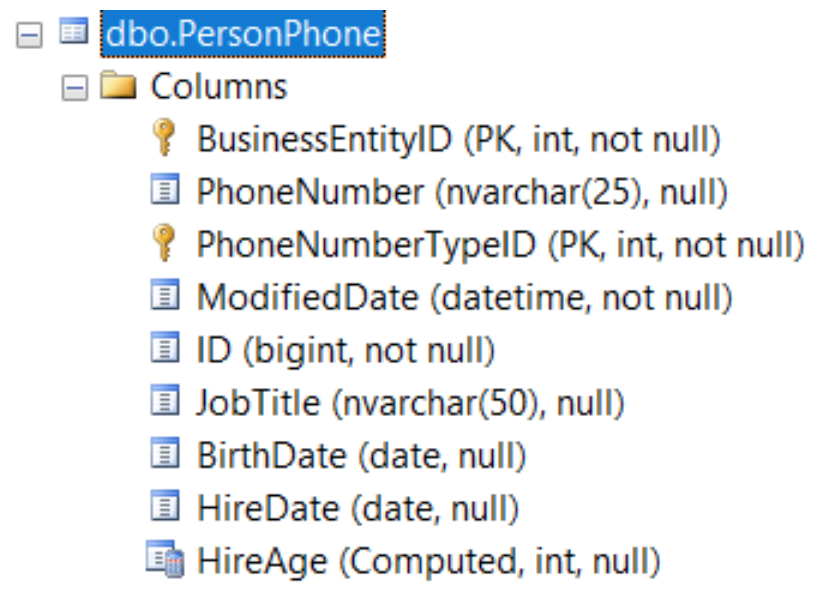 dbo.PersonPhone
Columns
BusinessEntityID (PK, int, not null)
PhoneNumber (nvarchar(25), null)
PhoneNumberTypeID (PK, int, not null)
ModifiedDate (datetime, not null)
ID (bigint, not null)
JobTitle (nvarchar(50), null)
BirthDate (date, null)
HireDate (date, null)
HireAge (Computed, int, null)